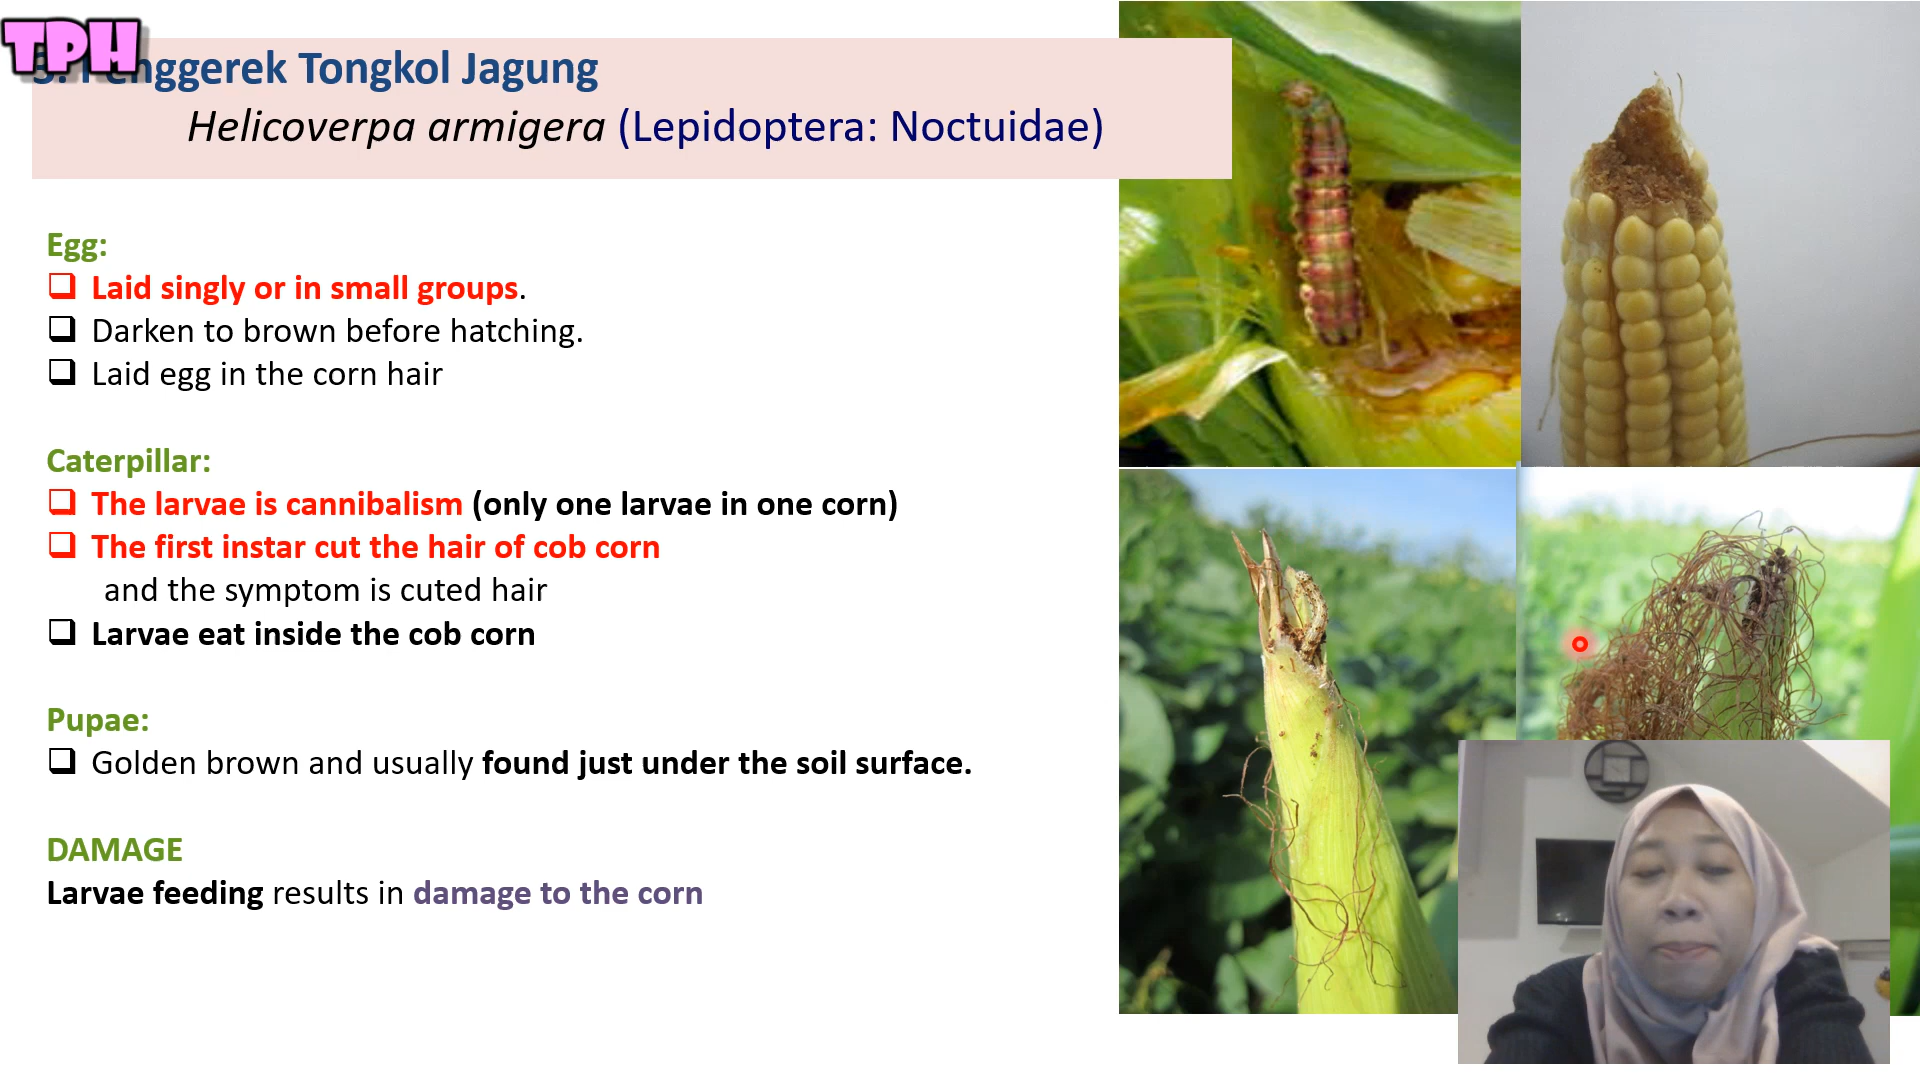 TPH
nggerek Tongkol Jagung
Helicoverpa armigera (Lepidoptera: Noctuidae)
Egg:
❑ Laid singly or in small groups.
❑ Darken to brown before hatching.
❑ Laid egg in the corn hair
Caterpillar:
❑ The larvae is cannibalism (only one larvae in one corn)
❑ The first instar cut the hair of cob corn
and the symptom is cuted hair
❑ Larvae eat inside the cob corn
Pupae:
❑ Golden brown and usually found just under the soil surface.
DAMAGE
Larvae feeding results in damage to the corn